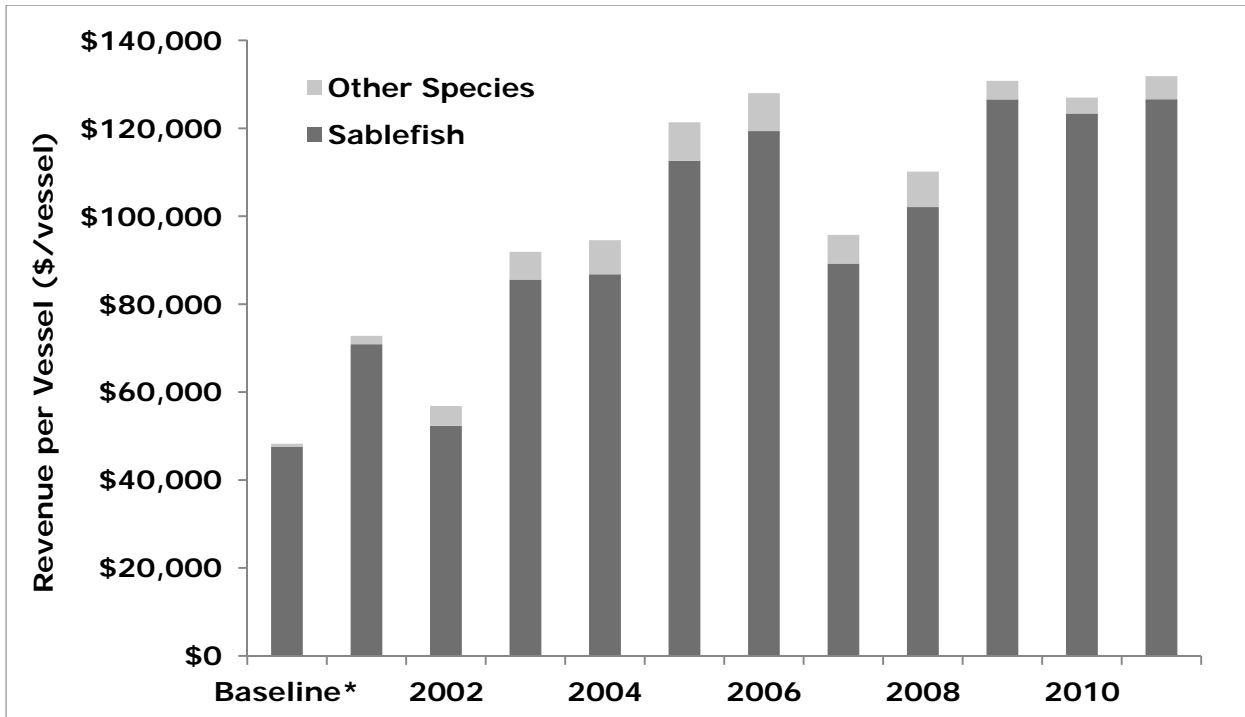 $140,000
$120,000
$100,000
$80,000
$60,000
$40,000
$20,000
$0
Revenue per Vessel ($/vessel)
Other Species
Sablefish
Baseline* 2002 2004 2006 2008 2010